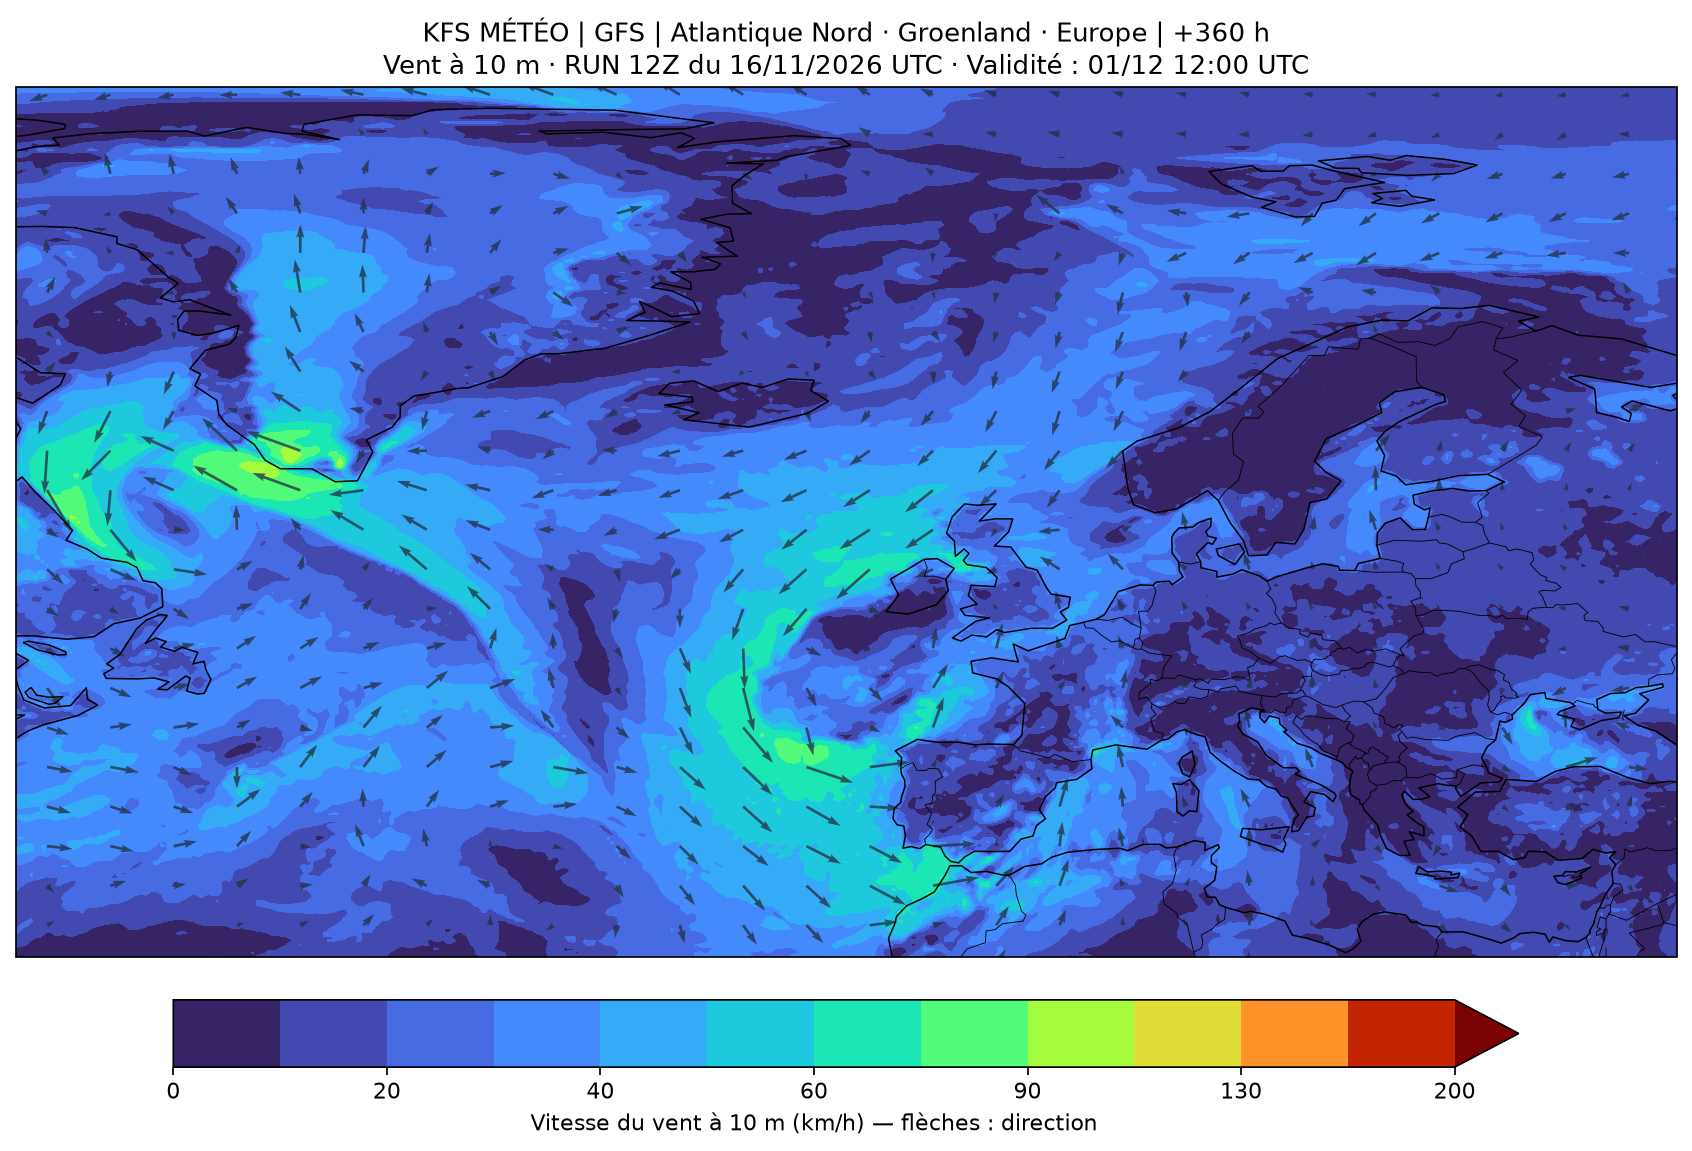 KFS MÉTÉO | GFS | Atlantique Nord · Groenland · Europe | +360 h
Vent à 10 m · RUN 12Z du 16/11/2026 UTC · Validité : 01/12 12:00 UTC
0 20 40 60 90 130 200
Vitesse du vent à 10 m (km/h) — flèches : direction